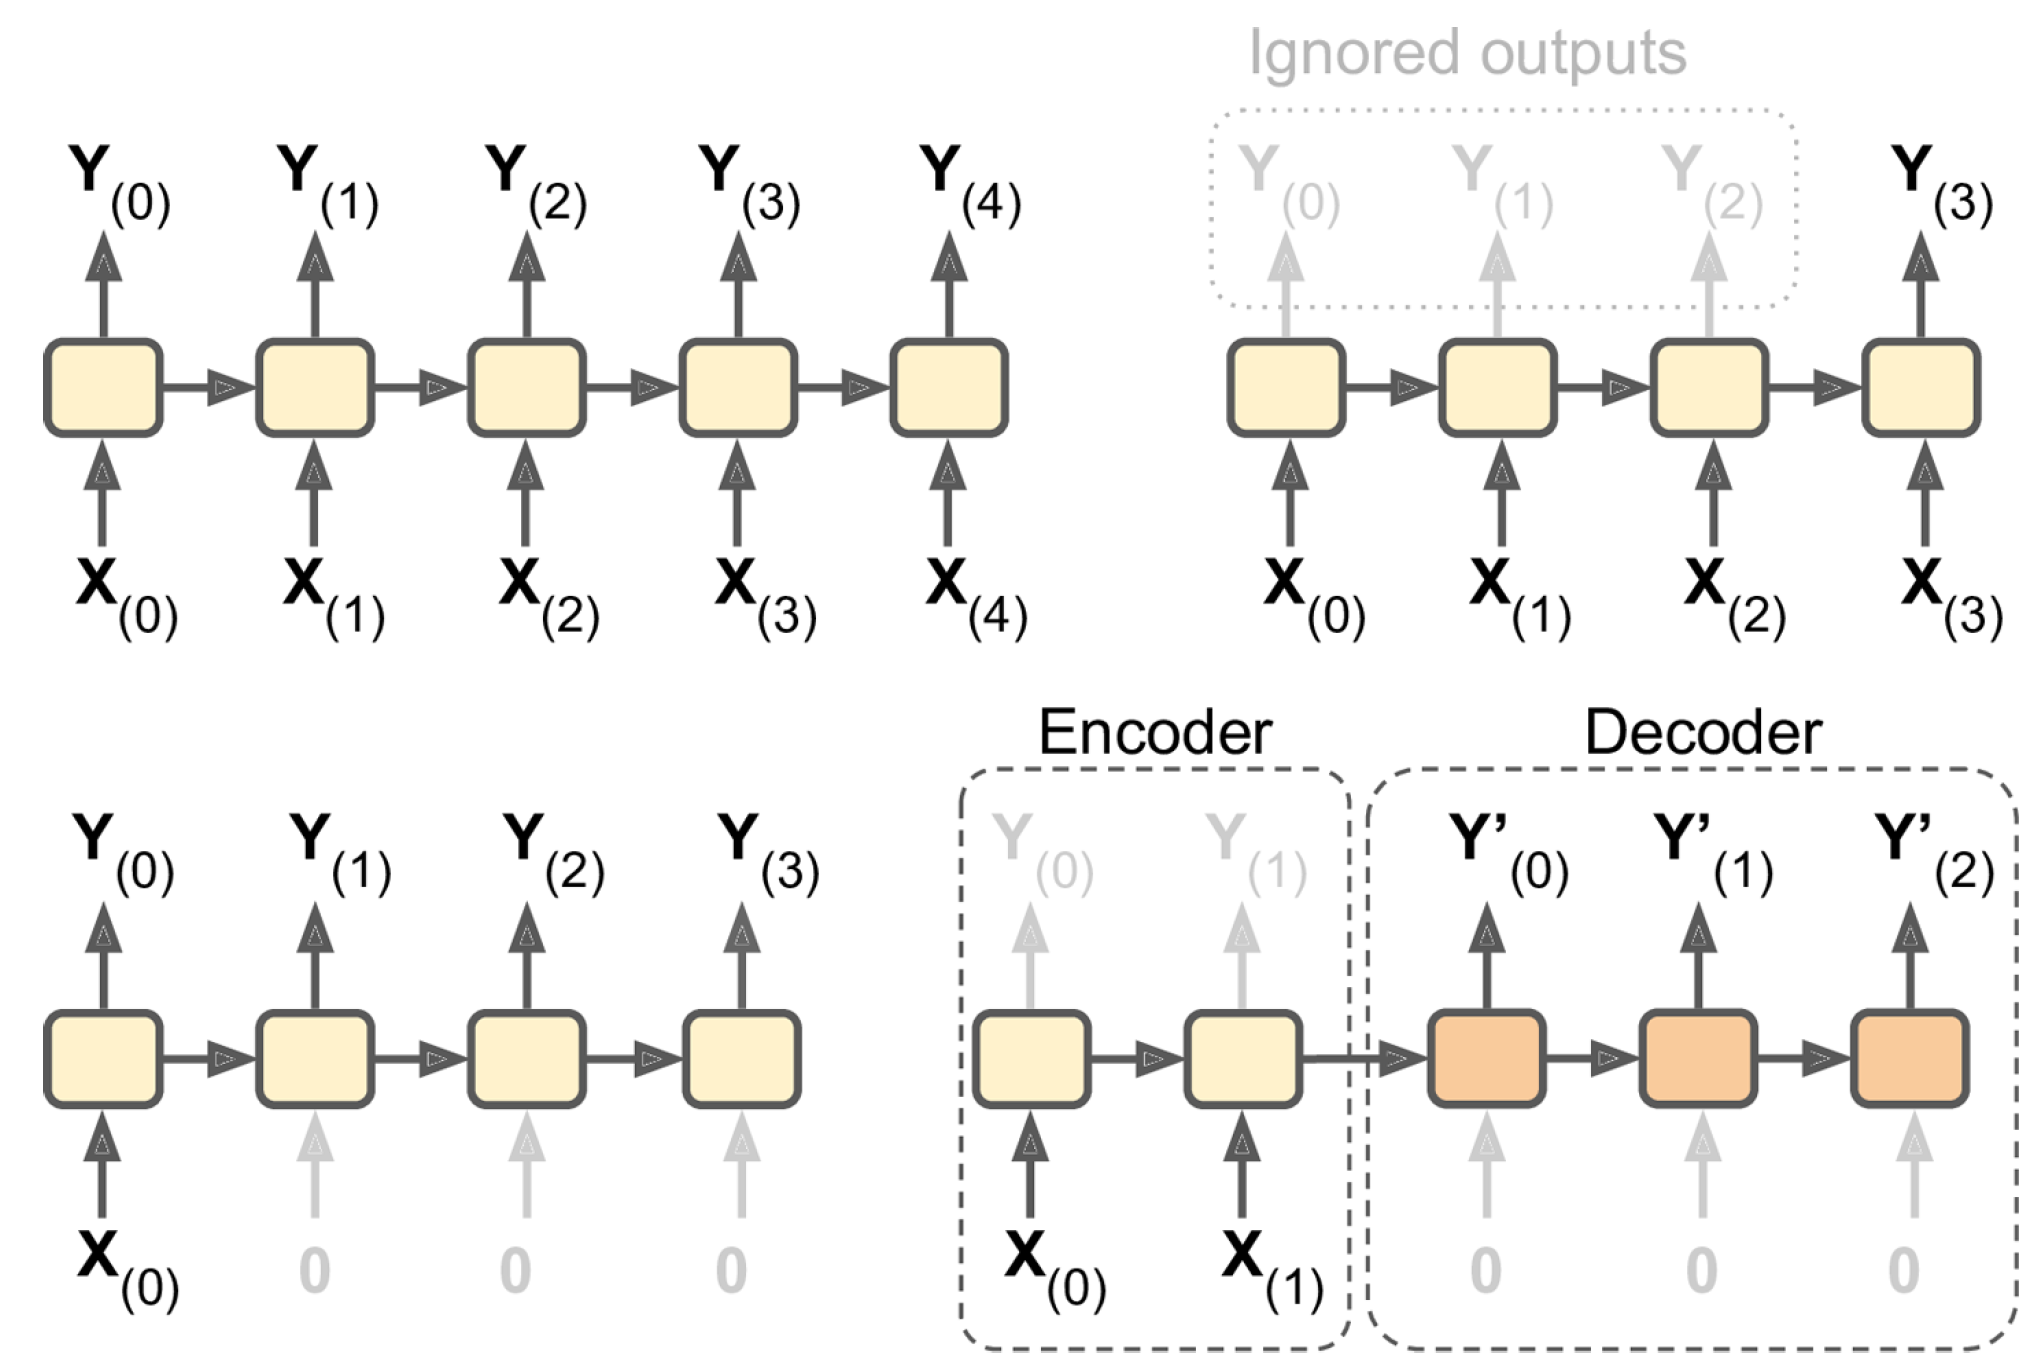 Ignored outputs
Y(0) Y(1) Y(2) Y(3) Y(4)
Y(0) Y(1) Y(2) Y(3)
X(0) X(1) X(2) X(3) X(4)
X(0) X(1) X(2) X(3)
Encoder
Decoder
Y(0) Y(1) Y(2) Y(3)
Y(0) Y(1)
Y’(0) Y’(1) Y’(2)
X(0) 0 0 0
X(0) X(1)
0 0 0